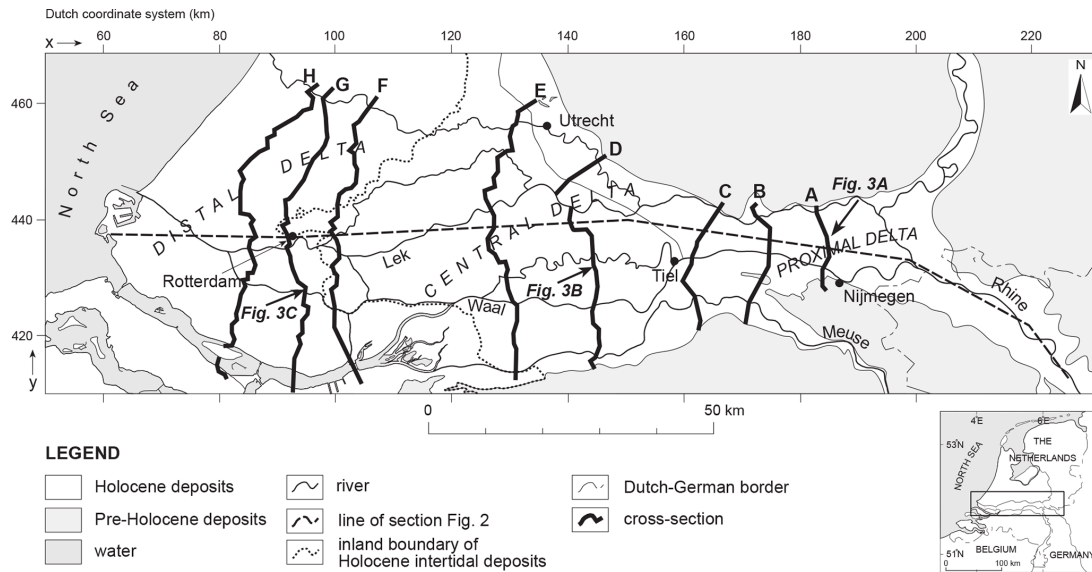 Dutch coordinate system (km)
x
60 80 100 120 140 160 180 200 220
N
460
440
420
y
H G F E D C B A
North Sea
Utrecht
DISTAL DELTA
CENTRAL DELTA
PROXIMAL DELTA
Fig. 3A
Rotterdam
Lek
Tiel
Fig. 3B
Fig. 3C
Waal
Nijmegen
Rhine
Meuse
0 50 km
LEGEND
Holocene deposits
Pre-Holocene deposits
water
river
line of section Fig. 2
inland boundary of
Holocene intertidal deposits
Dutch-German border
cross-section
4°E 6°E
53N
THE
NETHERLANDS
NORTH SEA
51N
BELGIUM
GERMANY
0 100 km